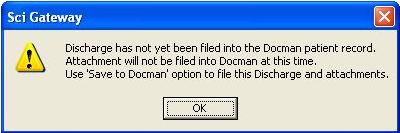 Sci Gateway
Discharge has not yet been filed into the Docman patient record.
Attachment will not be filed into Docman at this time.
Use 'Save to Docman' option to file this Discharge and attachments.
OK